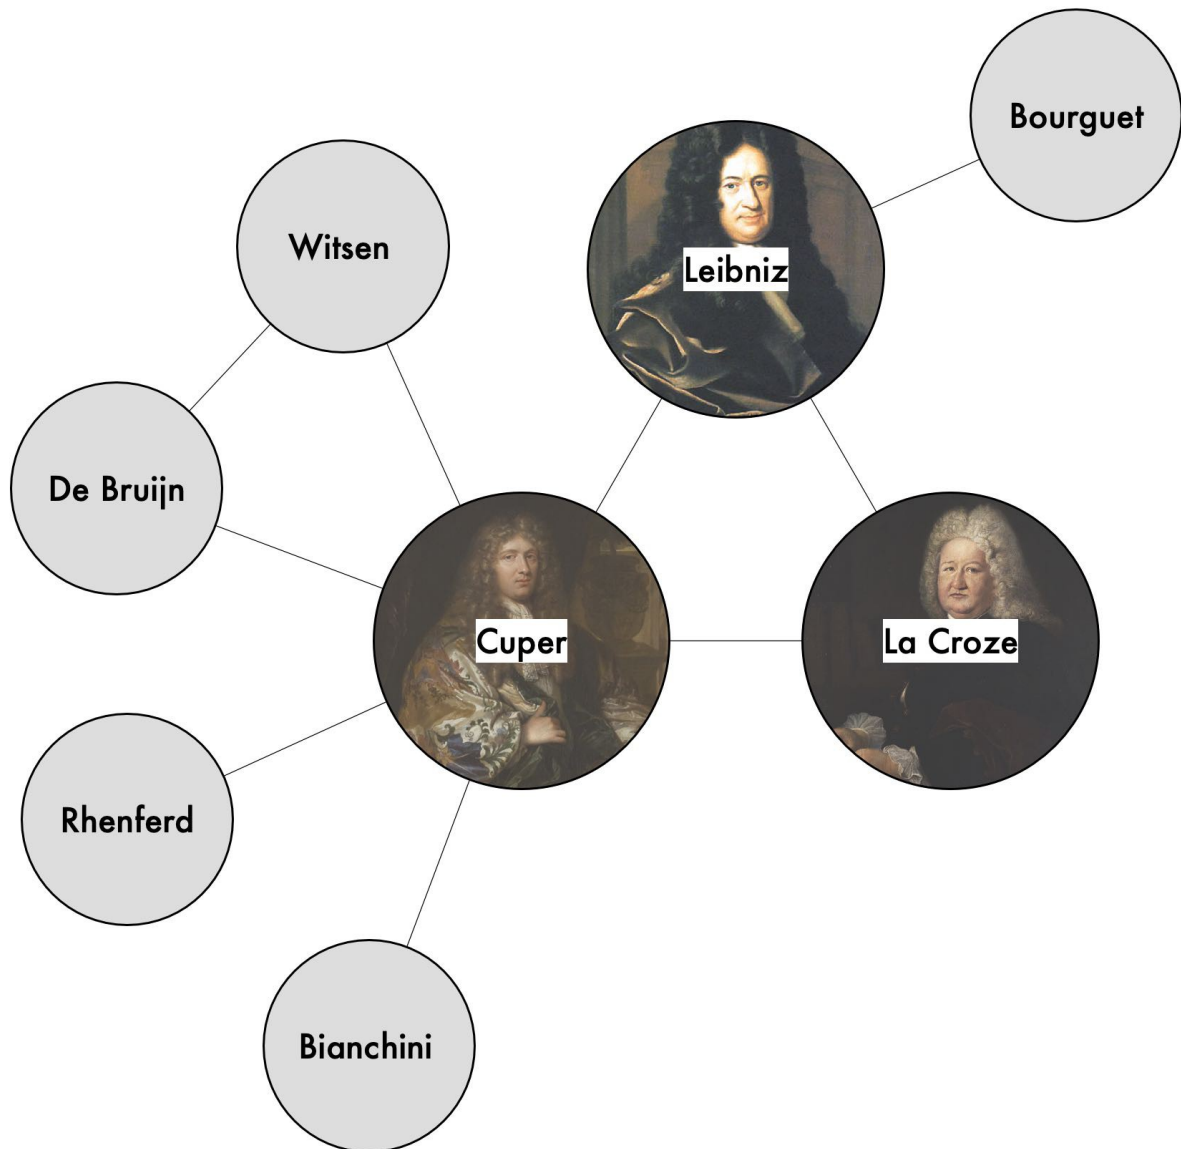 Bourguet
Witsen
Leibniz
De Bruijn
Cuper
La Croze
Rhenferd
Bianchini